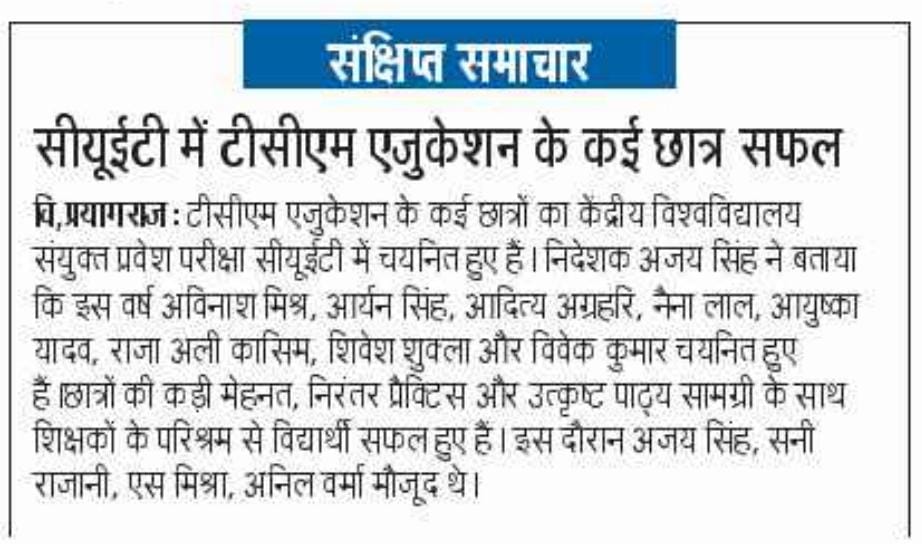 संक्षिप्त समाचार
सीयूईटी में टीसीएम एजुकेशन के कई छात्र सफल
वि,प्रयागराज : टीसीएम एजुकेशन के कई छात्रों का केंद्रीय विश्वविद्यालय
संयुक्त प्रवेश परीक्षा सीयूईटी में चयनित हुए हैं। निदेशक अजय सिंह ने बताया
कि इस वर्ष अविनाश मिश्र, आर्यन सिंह, आदित्य अग्रहरि, नैना लाल, आयुष्का
यादव, राजा अली कासिम, शिवेश शुक्ला और विवेक कुमार चयनित हुए
हैं।छात्रों की कड़ी मेहनत, निरंतर प्रैक्टिस और उत्कृष्ट पाठ्य सामग्री के साथ
शिक्षकों के परिश्रम से विद्यार्थी सफल हुए हैं। इस दौरान अजय सिंह, सनी
राजानी, एस मिश्रा, अनिल वर्मा मौजूद थे।